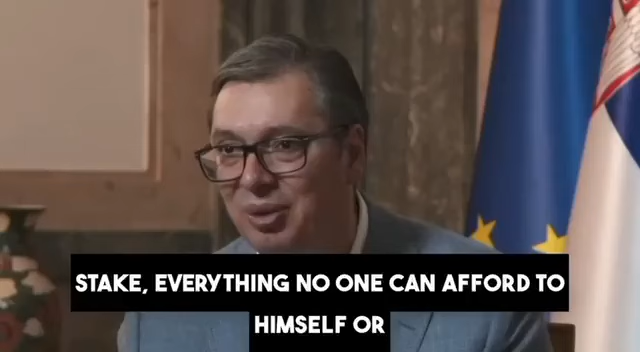 STAKE, EVERYTHING NO ONE CAN AFFORD TO
HIMSELF OR